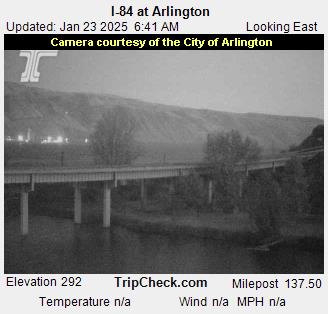 I-84 at Arlington
Updated: Jan 23 2025 6:41 AM Looking East
Camera courtesy of the City of Arlington
Elevation 292 TripCheck.com Milepost 137.50
Temperature n/a Wind n/a MPH n/a